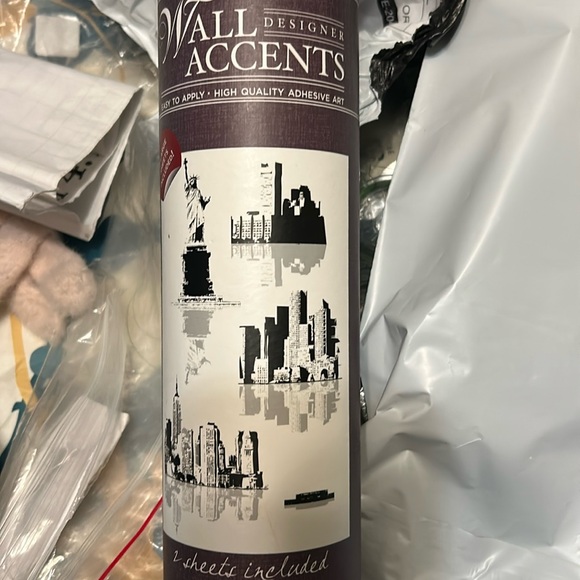 WALL
DESIGNER
ACCENTS
EASY TO APPLY • HIGH QUALITY ADHESIVE ART
2 sheets included